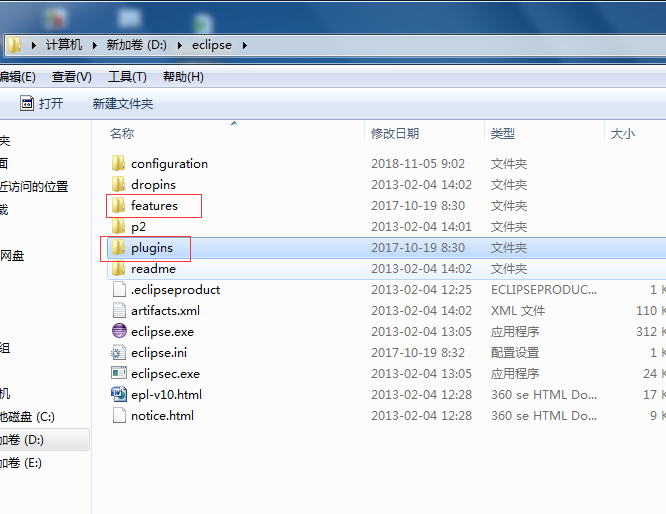 计算机 新加卷 (D:) eclipse
编辑(E) 查看(V) 工具(T) 帮助(H)
打开 新建文件夹
名称 修改日期 类型 大小
夹
面
近访问的位置
载
网盘
组
机
地磁盘 (C:)
加卷 (D:)
加卷 (E:)
configuration 2018-11-05 9:02 文件夹
dropins 2013-02-04 14:02 文件夹
features 2017-10-19 8:30 文件夹
p2 2013-02-04 14:01 文件夹
plugins 2017-10-19 8:30 文件夹
readme 2013-02-04 14:02 文件夹
.eclipseproduct 2013-02-04 12:25 ECLIPSEPRODUC... 1 K
artifacts.xml 2013-02-04 14:02 XML 文件 110 K
eclipse.exe 2013-02-04 13:05 应用程序 312 K
eclipse.ini 2017-10-19 8:32 配置设置 1 K
eclipsec.exe 2013-02-04 13:05 应用程序 24 K
epl-v10.html 2013-02-04 12:28 360 se HTML Do... 17 K
notice.html 2013-02-04 12:28 360 se HTML Do... 9 K